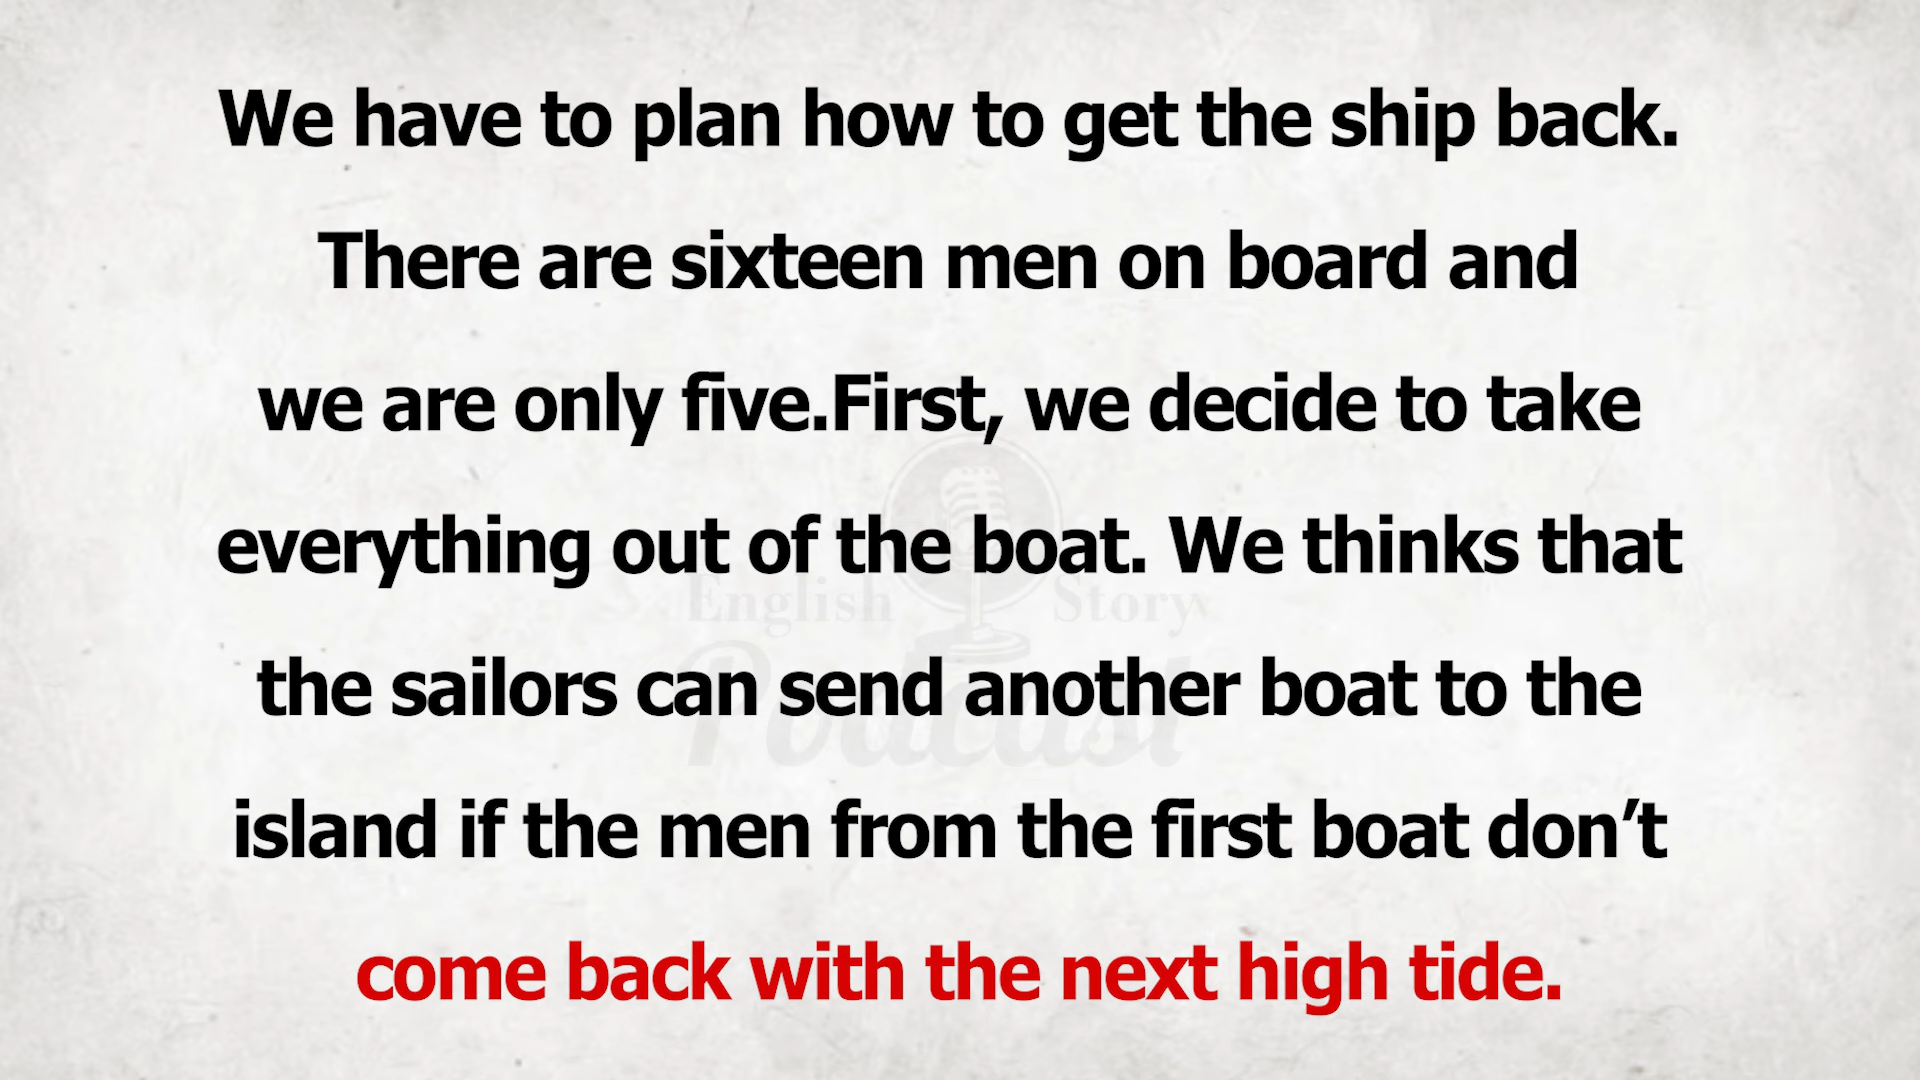 We have to plan how to get the ship back.
There are sixteen men on board and
we are only five.First, we decide to take
everything out of the boat. We thinks that
the sailors can send another boat to the
island if the men from the first boat don’t
come back with the next high tide.
English Story
Podcast